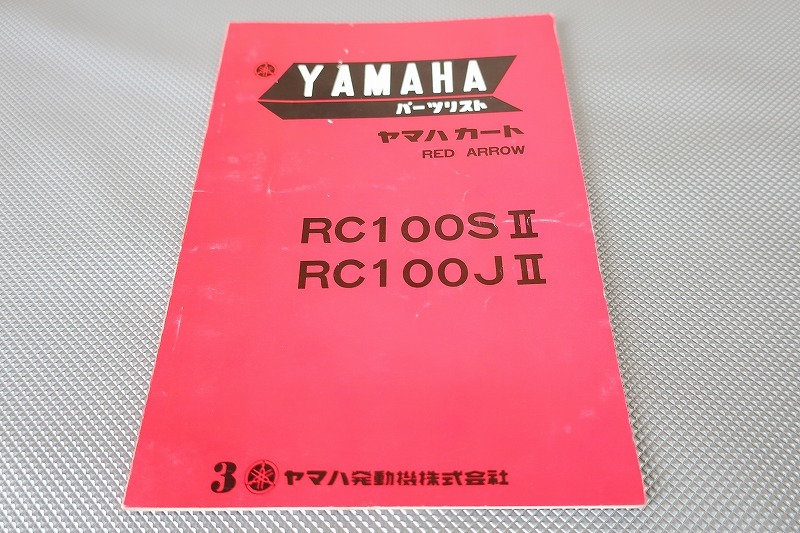 YAMAHA
パーツリスト
ヤマハ カート
RED ARROW
RC100SⅡ
RC100JⅡ
3 ヤマハ発動機株式会社